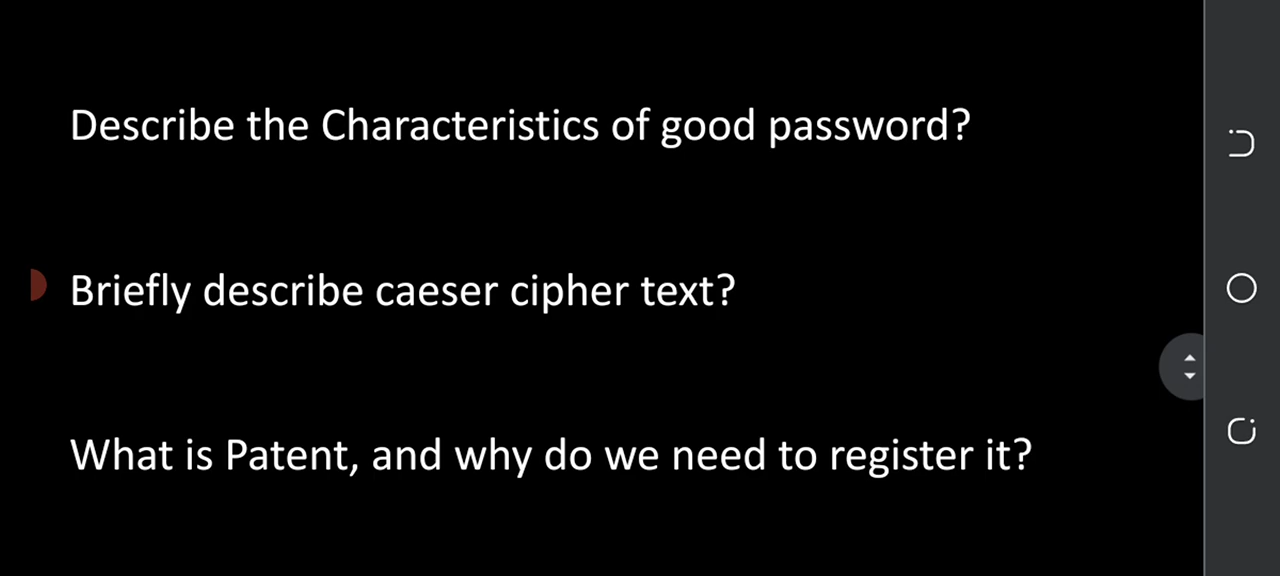 Describe the Characteristics of good password?
Briefly describe caeser cipher text?
What is Patent, and why do we need to register it?